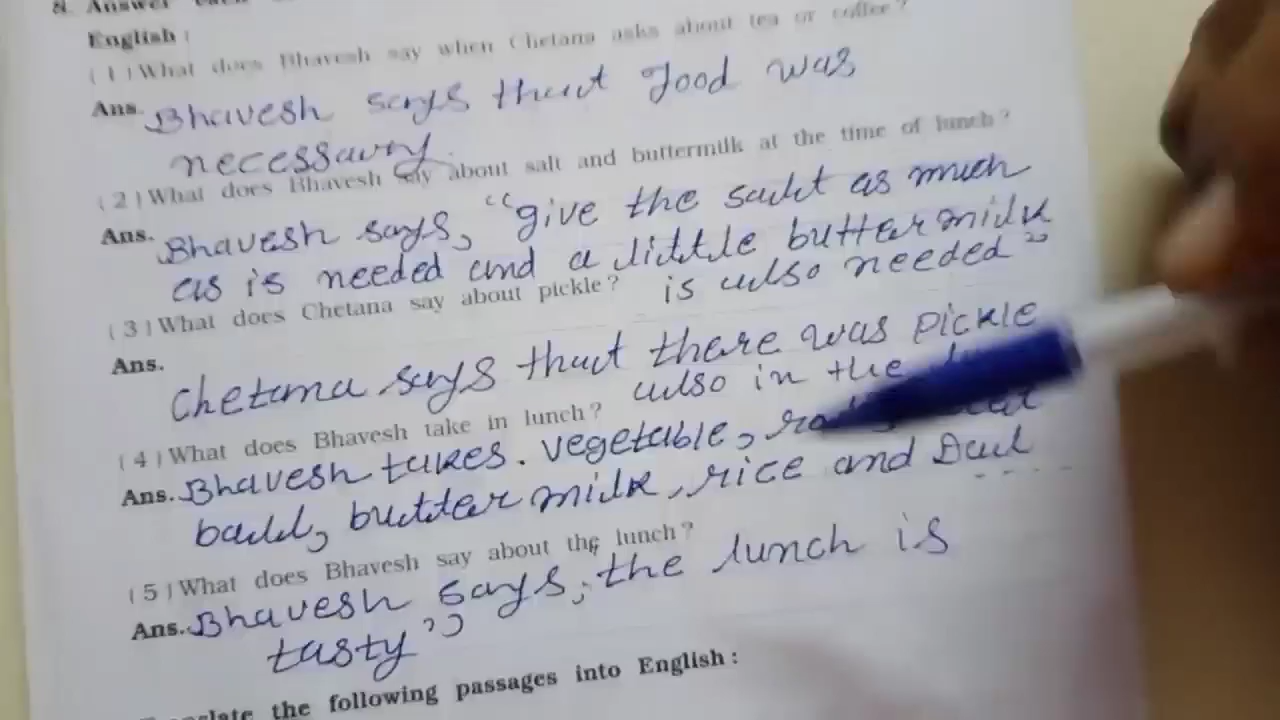 8. Answer each
English :
( 1 ) What does Bhavesh say when Chetana asks about tea or coffee ?
Ans. Bhavesh says that food was
necessary.
( 2 ) What does Bhavesh say about salt and buttermilk at the time of lunch ?
Ans. Bhavesh says, "give the salt as much
as is needed and a little buttermilk
is also needed"
( 3 ) What does Chetana say about pickle ?
Ans. Chetana says that there was pickle
also in the
( 4 ) What does Bhavesh take in lunch ?
Ans. Bhavesh takes. vegetable,
ball, buttermilk, rice and Dal
( 5 ) What does Bhavesh say about the lunch ?
Ans. Bhavesh says, the lunch is
tasty"
the following passages into English :